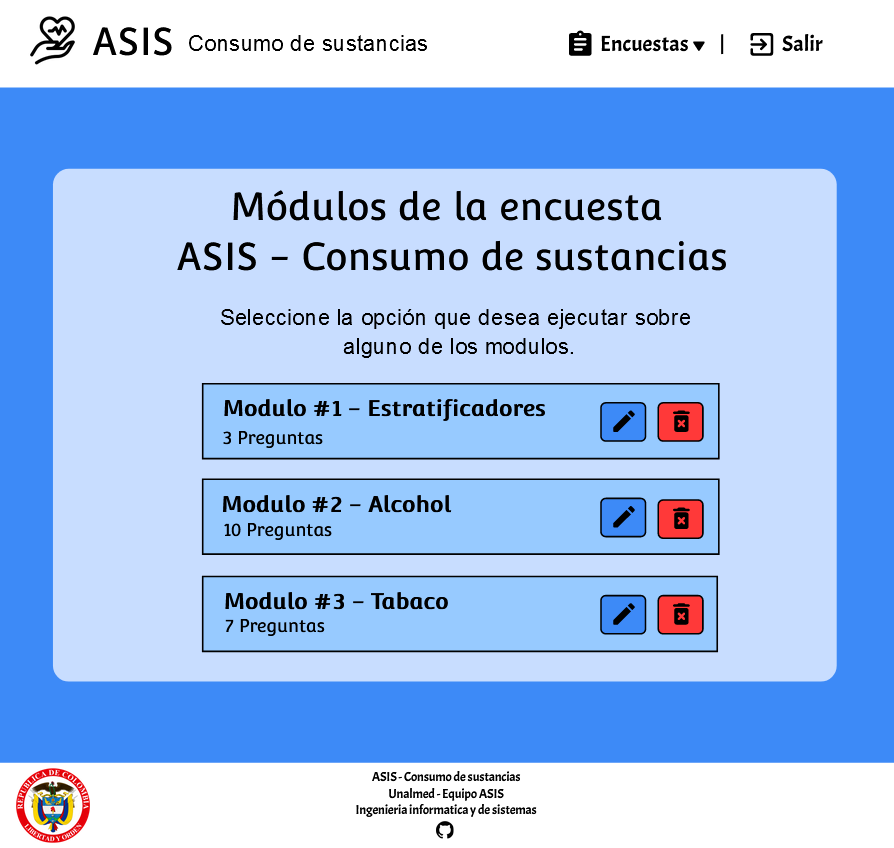 ASIS Consumo de sustancias
Encuestas ▼ | Salir
Módulos de la encuesta
ASIS – Consumo de sustancias
Seleccione la opción que desea ejecutar sobre
alguno de los modulos.
Modulo #1 – Estratificadores
3 Preguntas
Modulo #2 – Alcohol
10 Preguntas
Modulo #3 – Tabaco
7 Preguntas
REPUBLICA DE COLOMBIA
LIBERTAD Y ORDEN
ASIS - Consumo de sustancias
Unalmed - Equipo ASIS
Ingenieria informatica y de sistemas